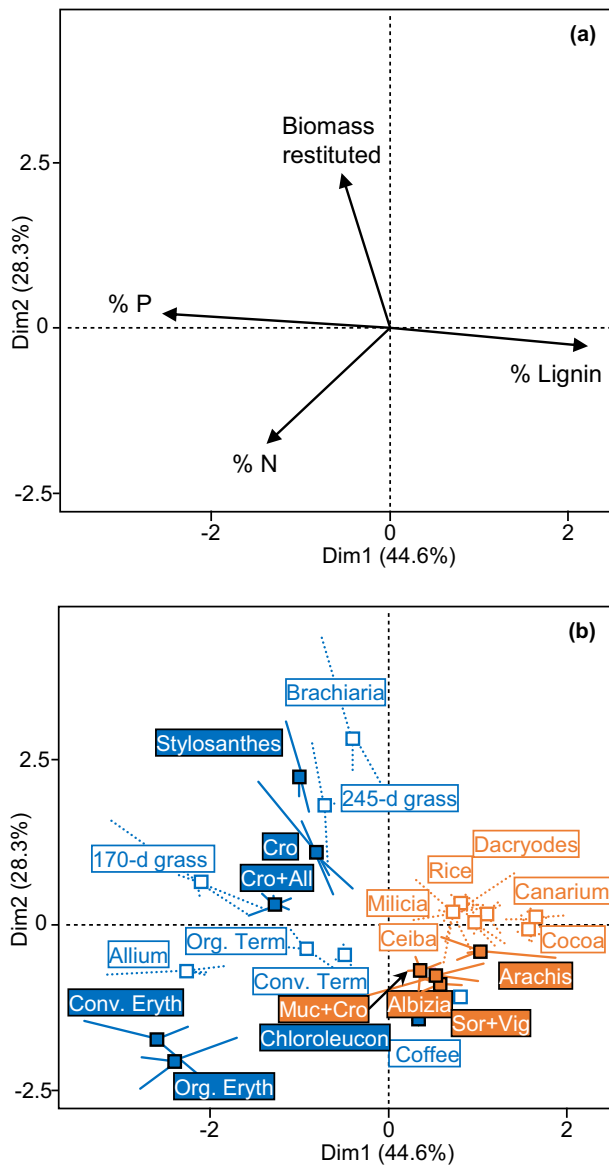 (a)
Biomass
restituted
2.5
% P
0
% Lignin
% N
-2.5
-2
0
2
Dim1 (44.6%)
Dim2 (28.3%)
(b)
Brachiaria
Stylosanthes
2.5
245-d grass
Cro
Dacryodes
170-d grass
Rice
Cro+All
Canarium
Milicia
0
Org. Term
Ceiba
Cocoa
Allium
Conv. Term
Arachis
Conv. Eryth
Muc+Cro
Albizia
Sor+Vig
Chloroleucon
Coffee
Org. Eryth
-2.5
-2
0
2
Dim1 (44.6%)
Dim2 (28.3%)